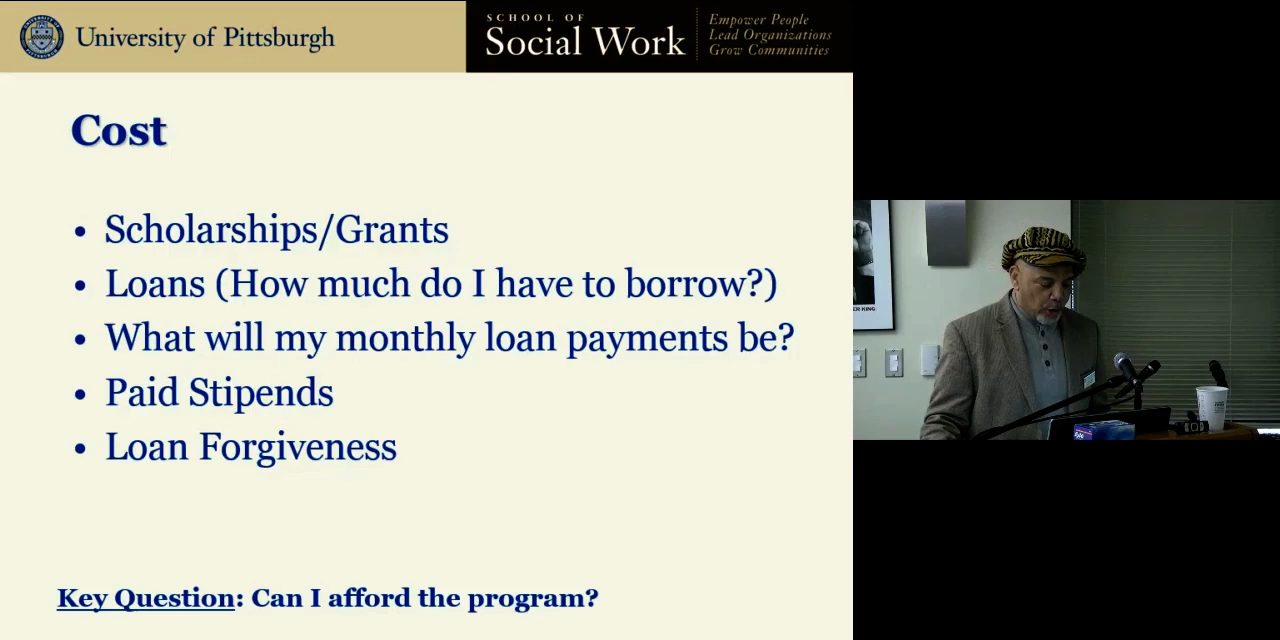 University of Pittsburgh
SCHOOL OF
Social Work
Empower People
Lead Organizations
Grow Communities
Cost
• Scholarships/Grants
• Loans (How much do I have to borrow?)
• What will my monthly loan payments be?
• Paid Stipends
• Loan Forgiveness
Key Question: Can I afford the program?